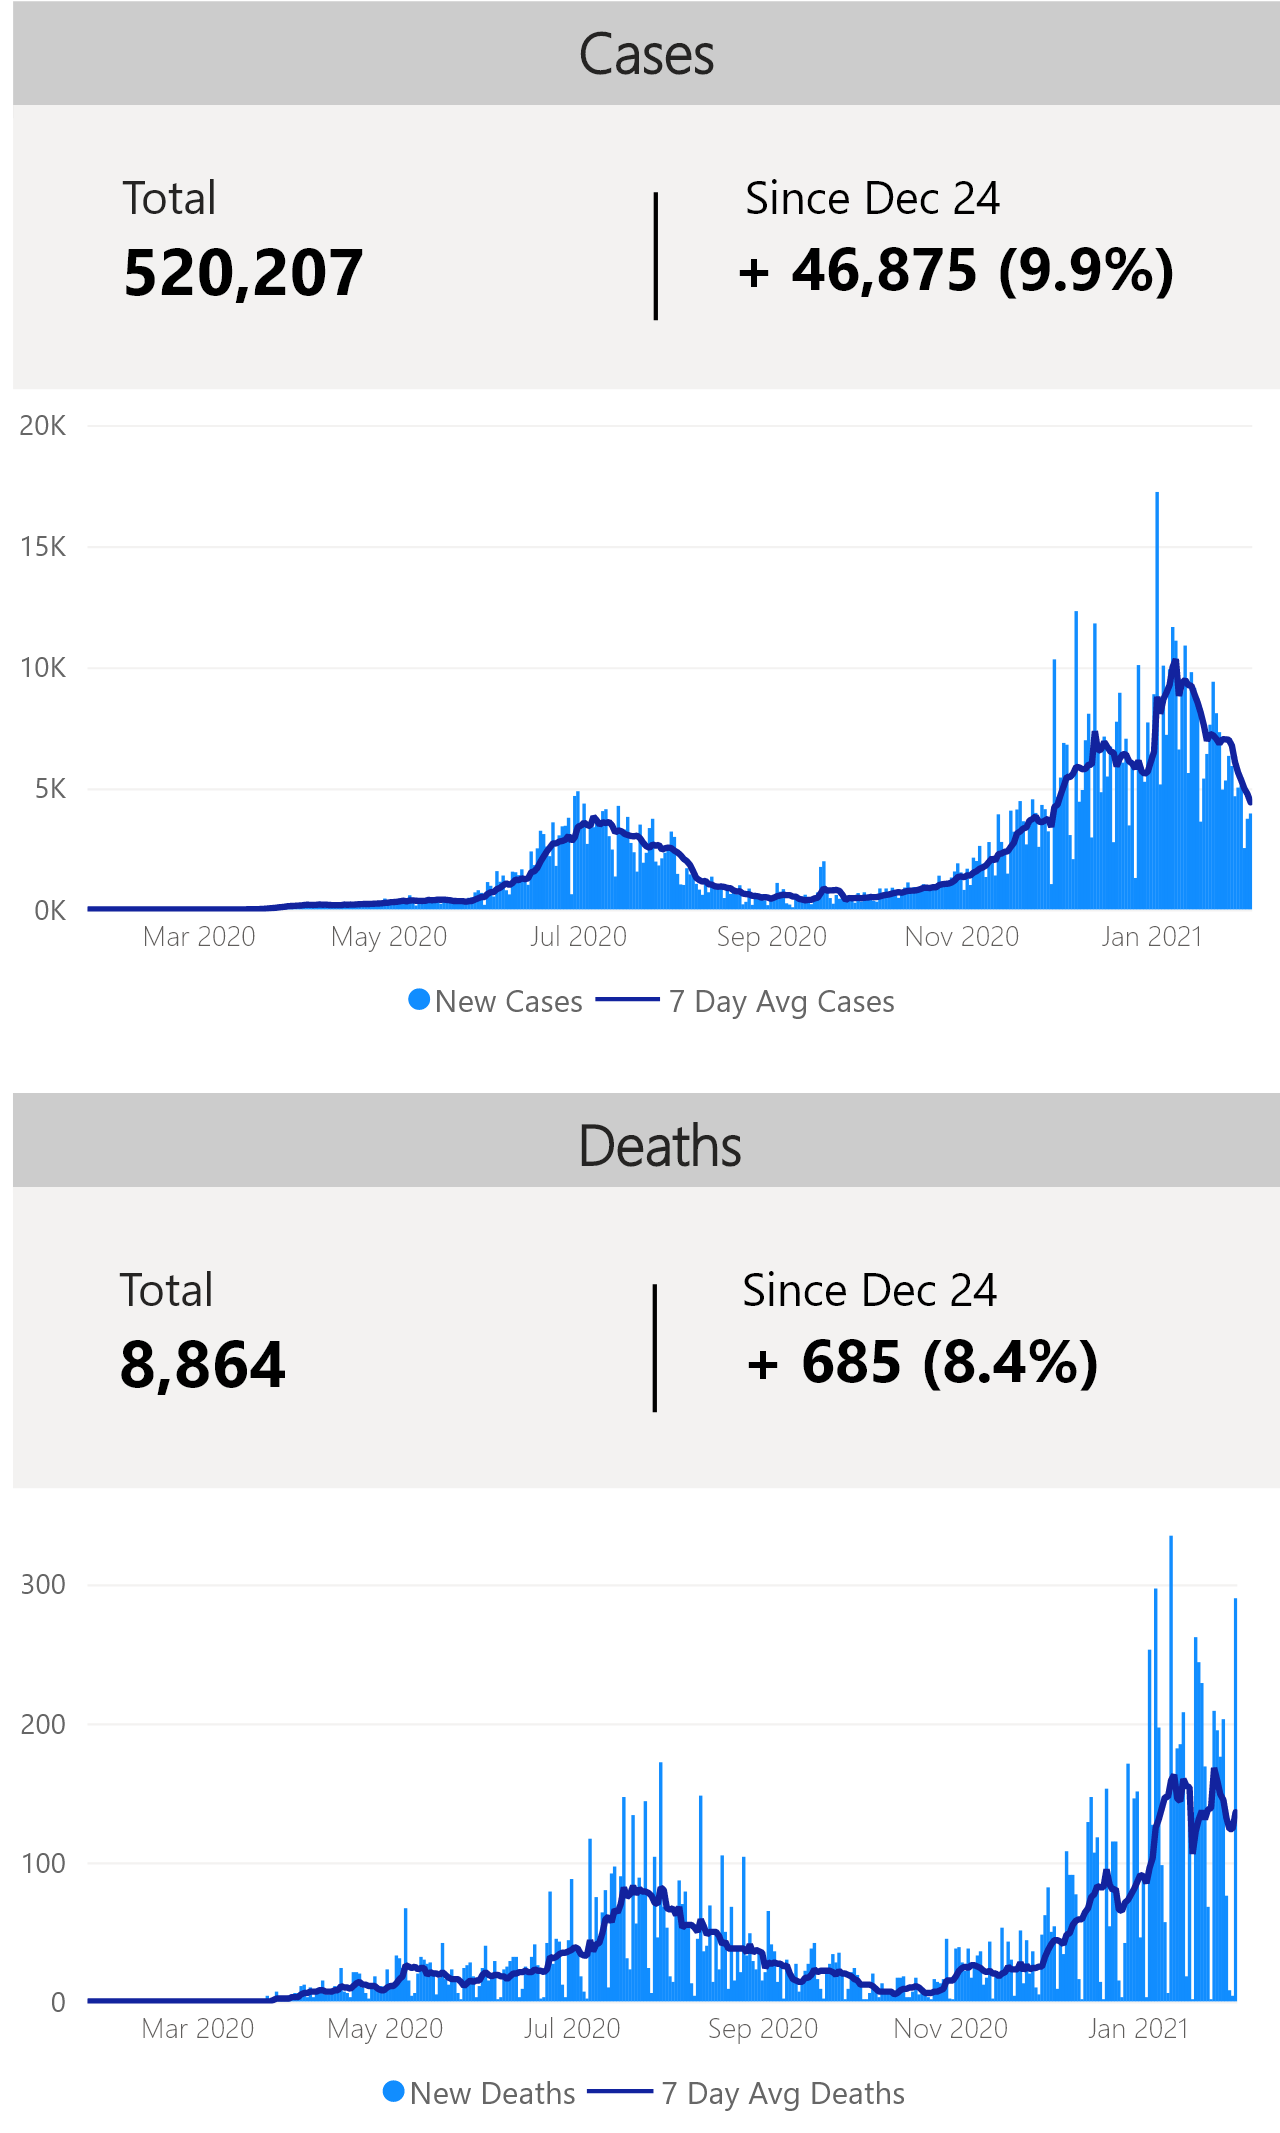 Cases
Total
Since Dec 24
520,207
+ 46,875 (9.9%)
20K
15K
10K
5K
0K
Mar 2020 May 2020 Jul 2020 Sep 2020 Nov 2020 Jan 2021
New Cases 7 Day Avg Cases
Deaths
Total
Since Dec 24
8,864
+ 685 (8.4%)
300
200
100
0
Mar 2020 May 2020 Jul 2020 Sep 2020 Nov 2020 Jan 2021
New Deaths 7 Day Avg Deaths